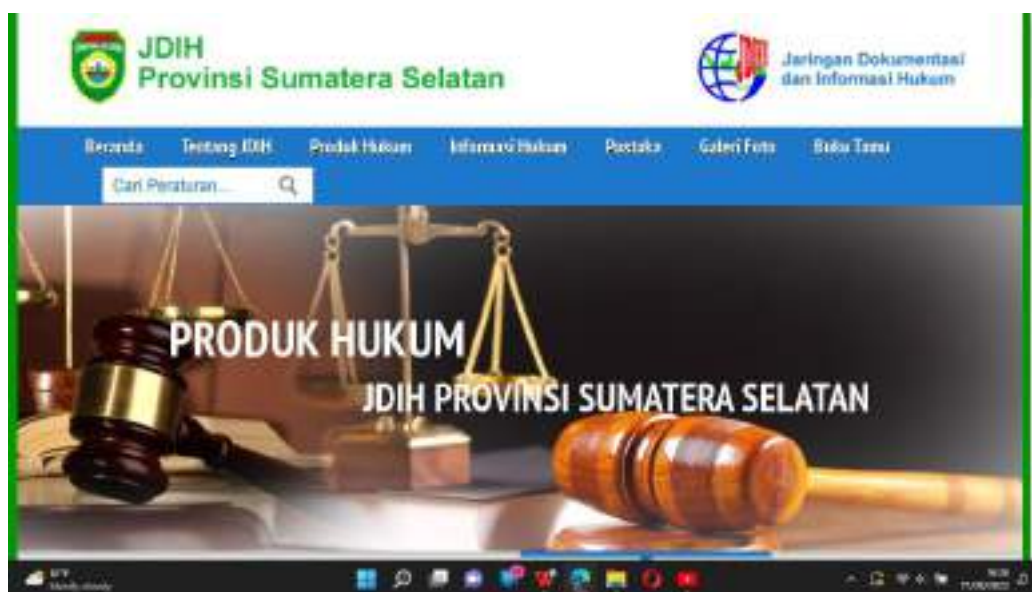 JDIH
Provinsi Sumatera Selatan
JDIH
Jaringan Dokumentasi
dan Informasi Hukum
Beranda Tentang JDIH Produk Hukum Informasi Hukum Pustaka Galeri Foto Buku Tamu
Cari Peraturan...
PRODUK HUKUM
JDIH PROVINSI SUMATERA SELATAN